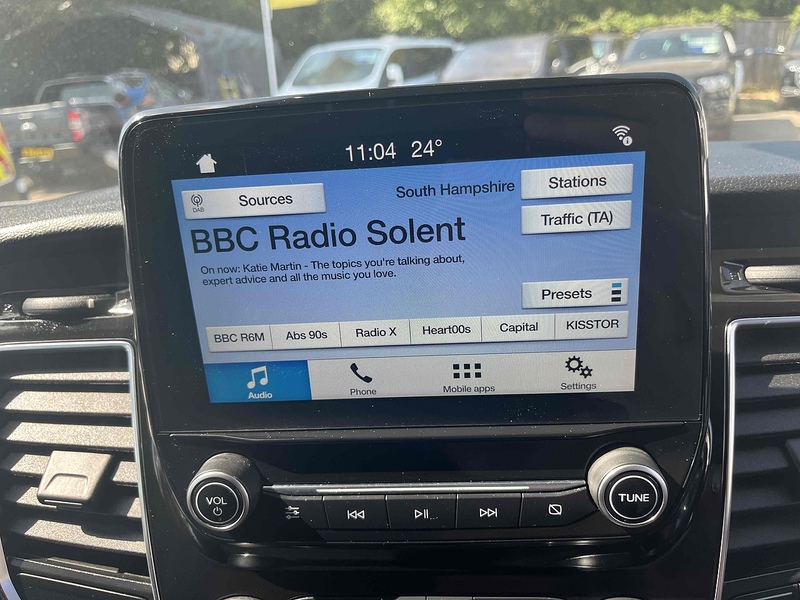 11:04 24°
DAB
Sources
South Hampshire
Stations
Traffic (TA)
BBC Radio Solent
On now: Katie Martin - The topics you're talking about,
expert advice and all the music you love.
Presets
BBC R6M
Abs 90s
Radio X
Heart00s
Capital
KISSTOR
Audio
Phone
Mobile apps
Settings
VOL
TUNE